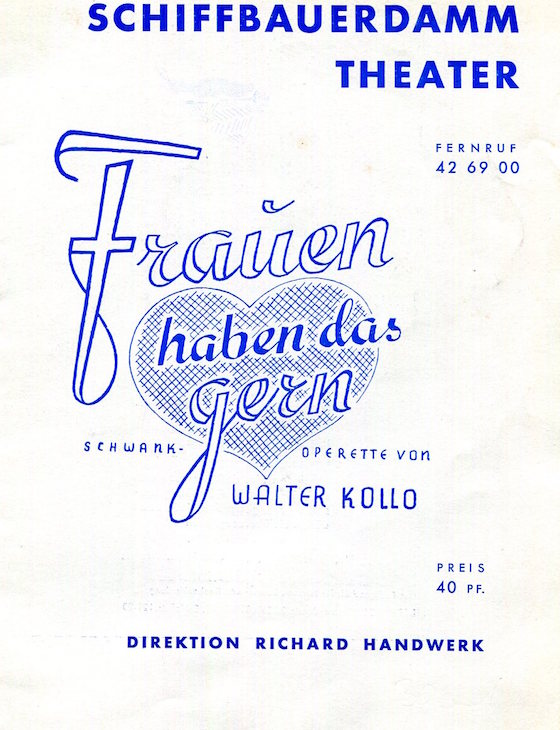 SCHIFFBAUERDAMM
THEATER
FERNRUF
42 69 00
Frauen
haben das
gern
SCHWANK-OPERETTE VON
WALTER KOLLO
PREIS
40 PF.
DIREKTION RICHARD HANDWERK